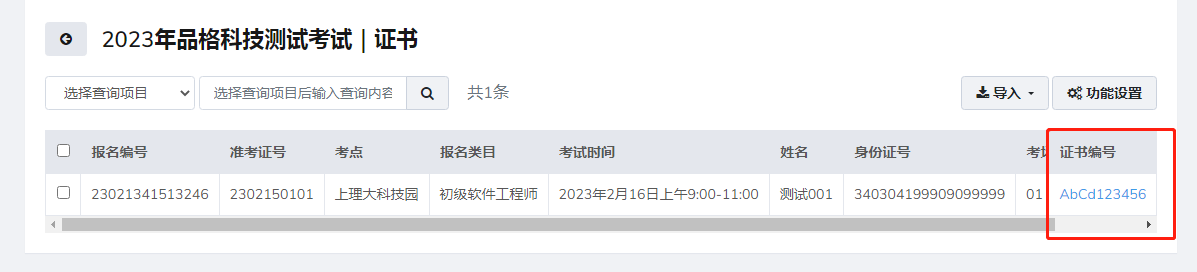 2023年品格科技测试考试 | 证书
选择查询项目 选择查询项目后输入查询内容 共1条 导入 功能设置
报名编号 准考证号 考点 报名类目 考试时间 姓名 身份证号 证书编号
23021341513246 2302150101 上理大科技园 初级软件工程师 2023年2月16日上午9:00-11:00 测试001 340304199909099999 01 AbCd123456